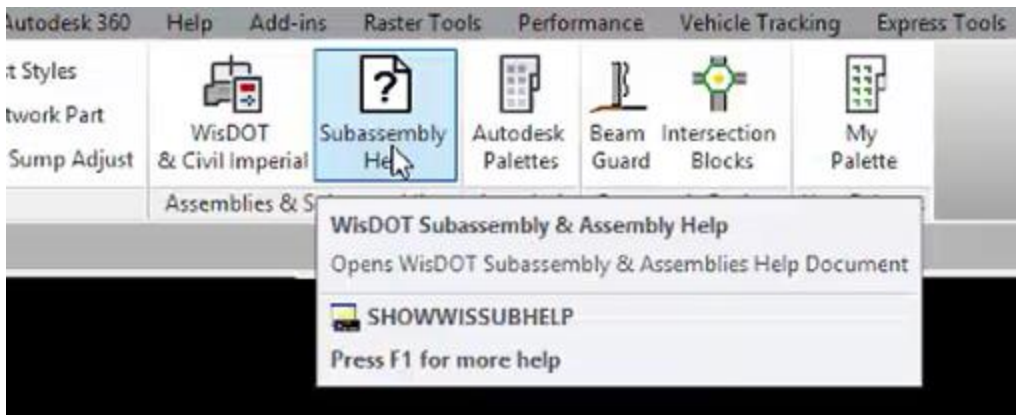 Autodesk 360 Help Add-ins Raster Tools Performance Vehicle Tracking Express Tools
t Styles
twork Part
Sump Adjust
WisDOT
& Civil Imperial
Subassembly
He
Autodesk
Palettes
Beam
Guard
Intersection
Blocks
My
Palette
Assemblies & S
WisDOT Subassembly & Assembly Help
Opens WisDOT Subassembly & Assemblies Help Document
SHOWWISSUBHELP
Press F1 for more help